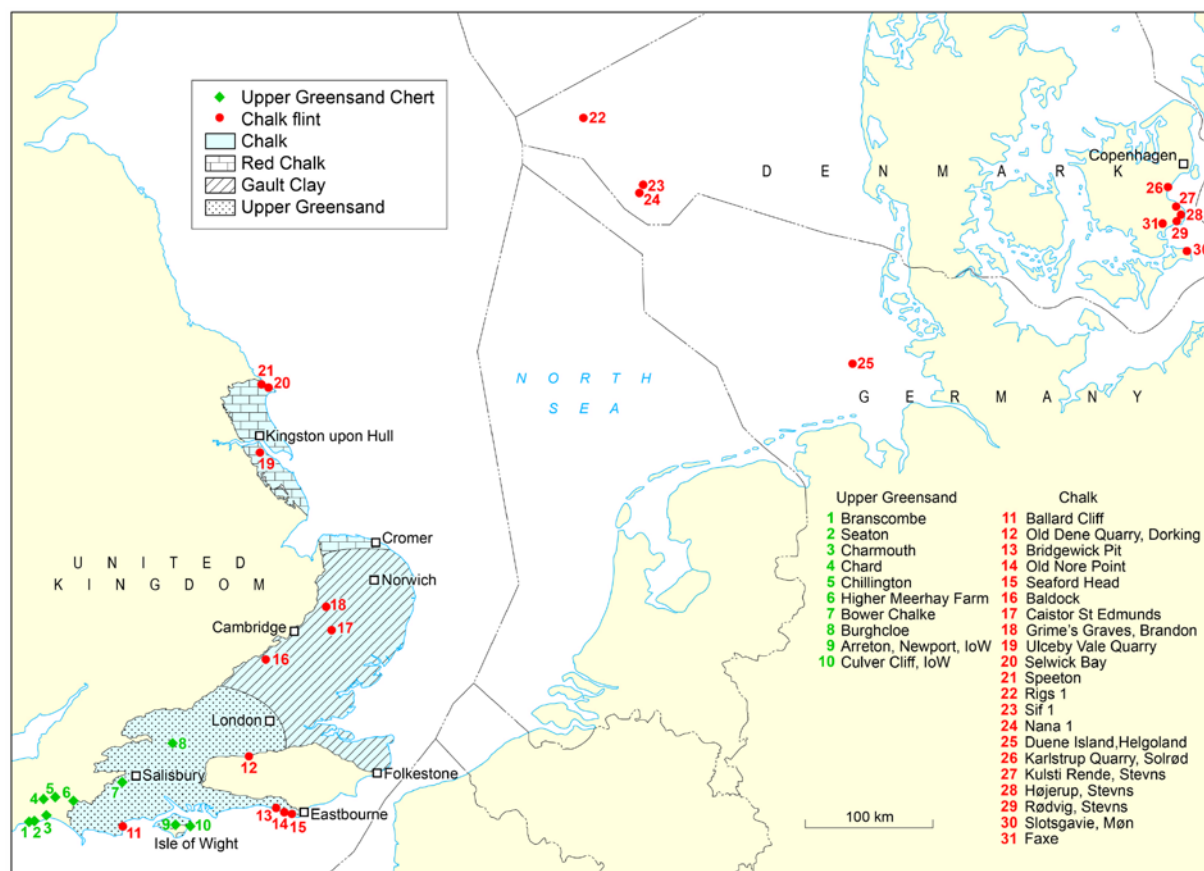 Upper Greensand Chert
Chalk flint
Chalk
Red Chalk
Gault Clay
Upper Greensand
22
23
24
D E N M A R K
Copenhagen
26
27
28
29
31
30
25
G E R M A N Y
N O R T H
S E A
21
20
Kingston upon Hull
19
U N I T E D
K I N G D O M
Cromer
Norwich
18
17
Cambridge
16
London
8
12
Salisbury
7
Folkestone
5
4
6
1 2 3
11
9
10
Isle of Wight
13
14
15
Eastbourne
100 km
Upper Greensand
1 Branscombe
2 Seaton
3 Charmouth
4 Chard
5 Chillington
6 Higher Meerhay Farm
7 Bower Chalke
8 Burghcloe
9 Arreton, Newport, IoW
10 Culver Cliff, IoW
Chalk
11 Ballard Cliff
12 Old Dene Quarry, Dorking
13 Bridgewick Pit
14 Old Nore Point
15 Seaford Head
16 Baldock
17 Caistor St Edmunds
18 Grime's Graves, Brandon
19 Ulceby Vale Quarry
20 Selwick Bay
21 Speeton
22 Rigs 1
23 Sif 1
24 Nana 1
25 Duene Island,Helgoland
26 Karlstrup Quarry, Solrød
27 Kulsti Rende, Stevns
28 Højerup, Stevns
29 Rødvig, Stevns
30 Slotsgavie, Møn
31 Faxe